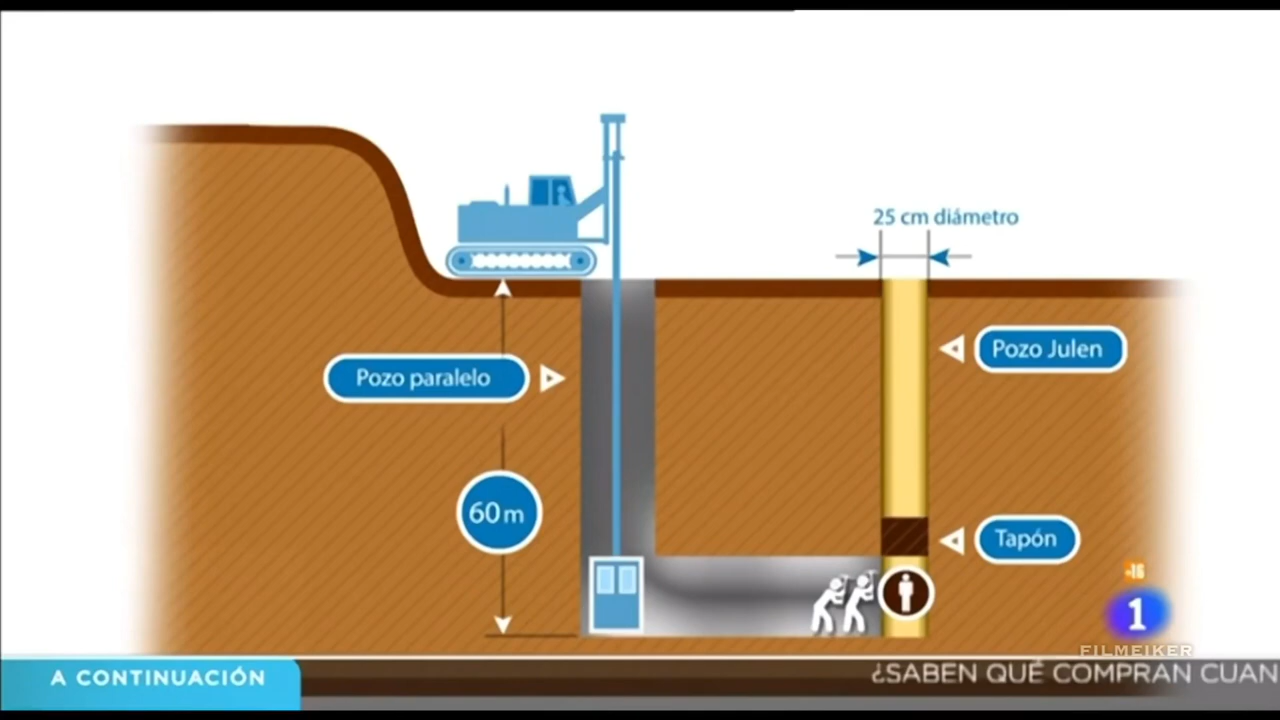 25 cm diámetro
Pozo Julen
Pozo paralelo
60 m
Tapón
-16
1
FILMEIKER
A CONTINUACIÓN
¿SABEN QUÉ COMPRAN CUAN